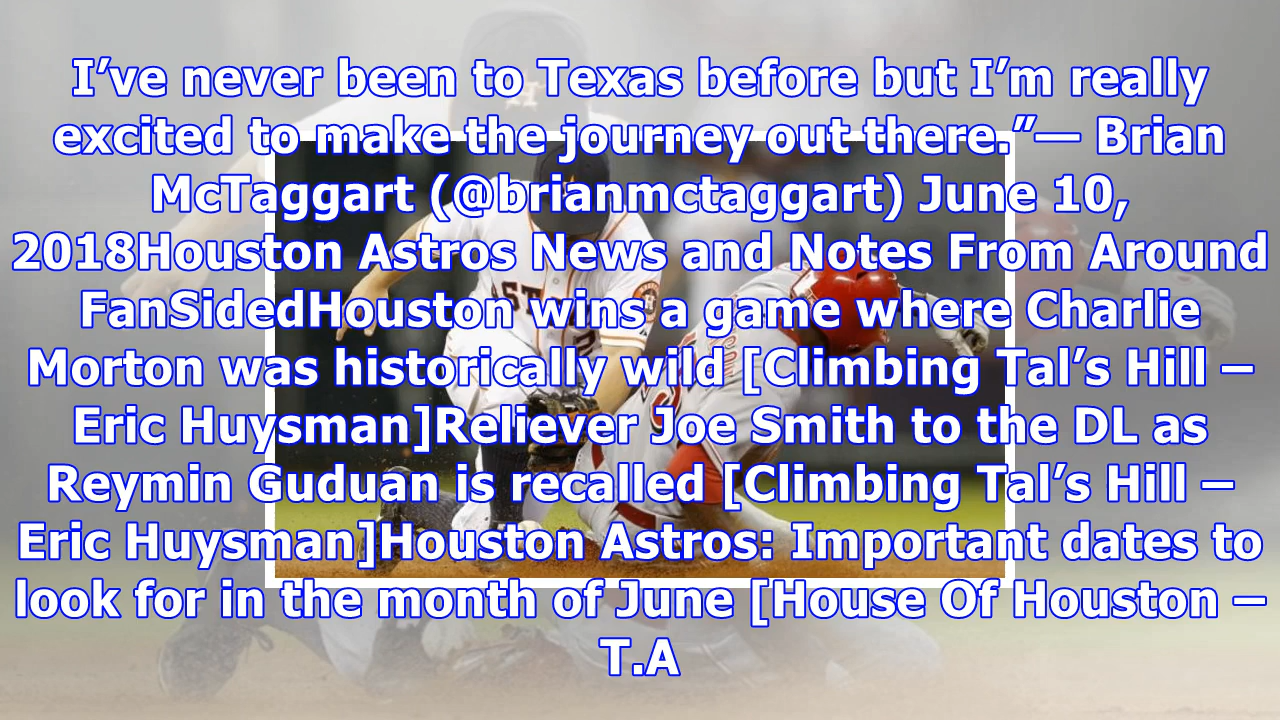 I’ve never been to Texas before but I’m really
excited to make the journey out there.”— Brian
McTaggart (@brianmctaggart) June 10,
2018Houston Astros News and Notes From Around
FanSidedHouston wins a game where Charlie
Morton was historically wild [Climbing Tal’s Hill –
Eric Huysman]Reliever Joe Smith to the DL as
Reymin Guduan is recalled [Climbing Tal’s Hill –
Eric Huysman]Houston Astros: Important dates to
look for in the month of June [House Of Houston –
T.A